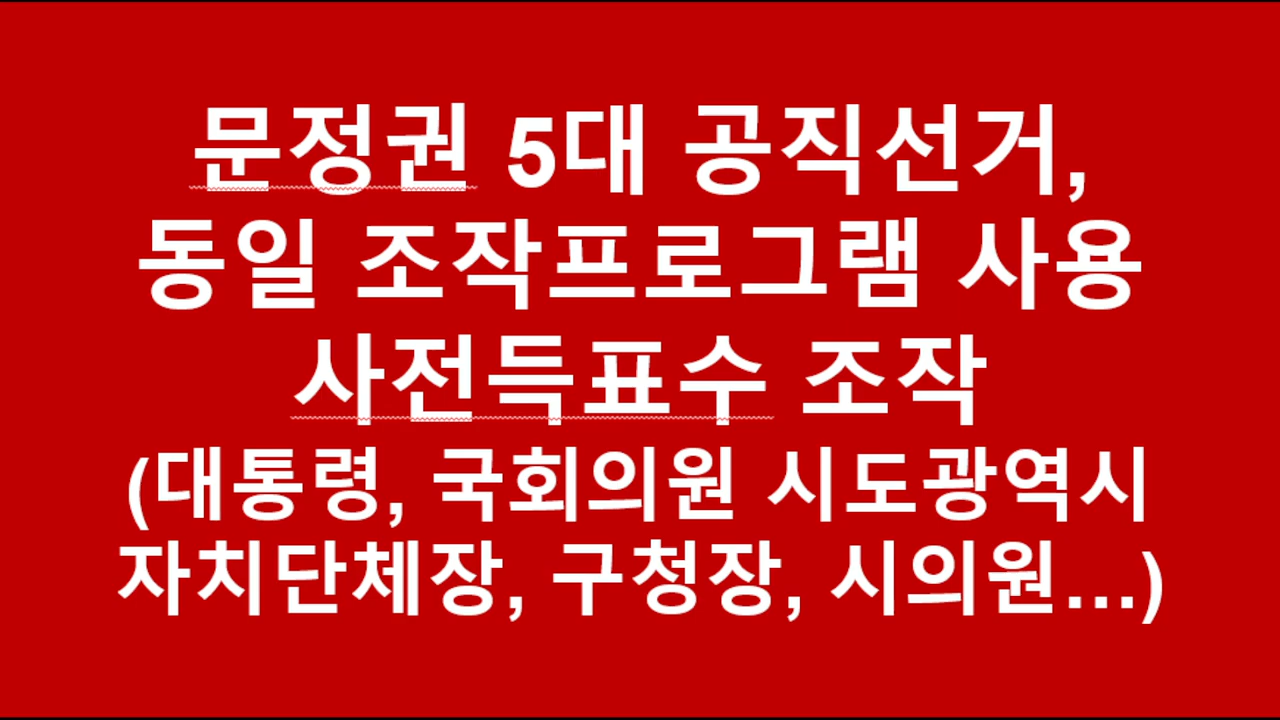 문정권 5대 공직선거,
동일 조작프로그램 사용
사전득표수 조작
(대통령, 국회의원 시도광역시
자치단체장, 구청장, 시의원...)